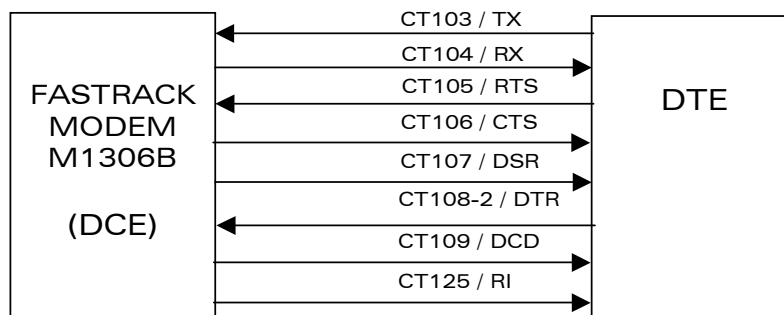 CT103 / TX
CT104 / RX
CT105 / RTS
CT106 / CTS
CT107 / DSR
CT108-2 / DTR
CT109 / DCD
CT125 / RI
FASTRACK
MODEM
M1306B
(DCE)
DTE